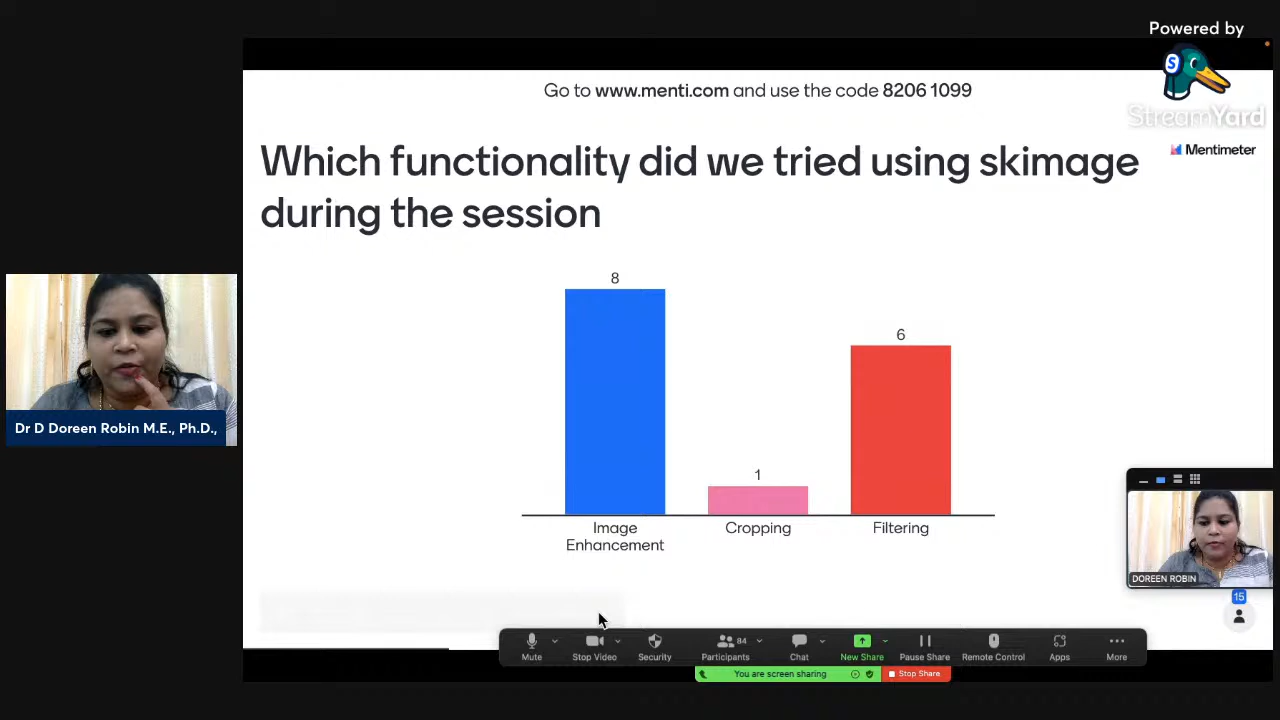 Powered by
StreamYard
Go to www.menti.com and use the code 8206 1099
Mentimeter
Which functionality did we tried using skimage
during the session
8
1
6
Image
Enhancement
Cropping
Filtering
Dr D Doreen Robin M.E., Ph.D.,
DOREEN ROBIN
15
84
Mute
Stop Video
Security
Participants
Chat
New Share
Pause Share
Remote Control
Apps
More
You are screen sharing
Stop Share